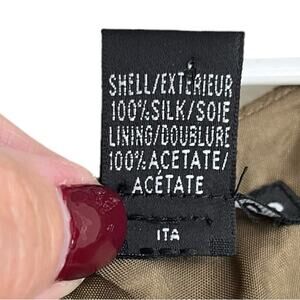 SHELL/EXTERIEUR
100%SILK/SOIE
LINING/DOUBLURE
100%ACETATE/
ACÉTATE
ITA